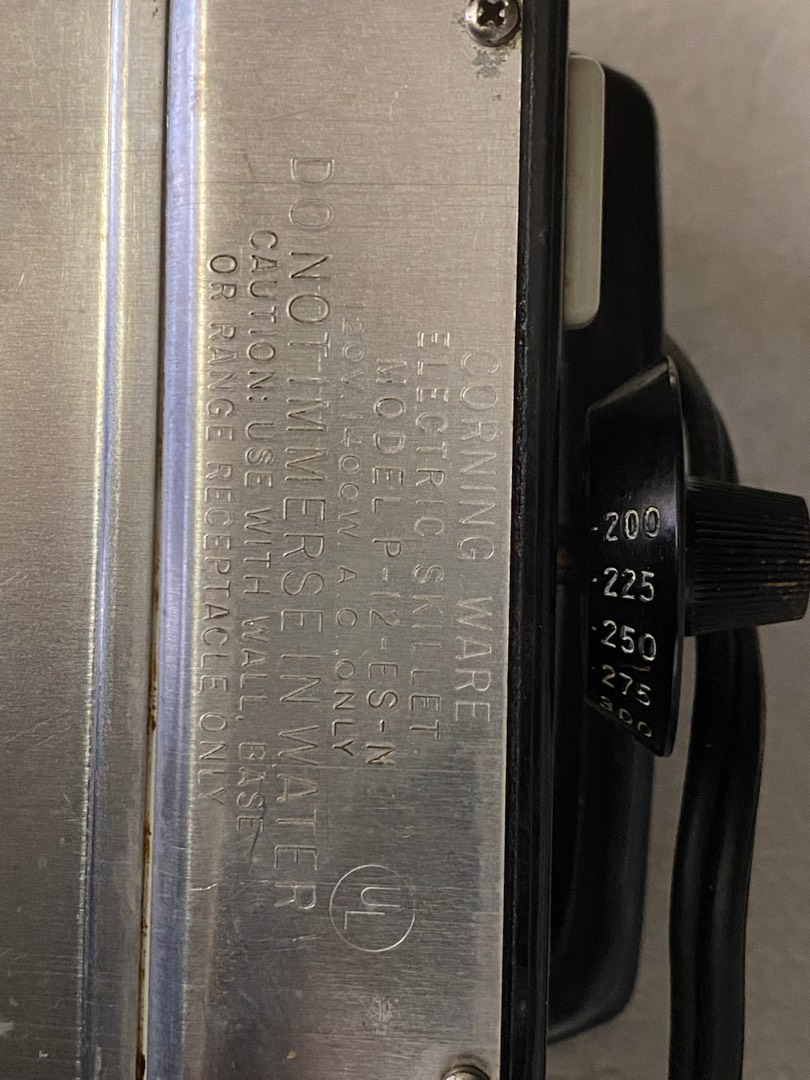 CORNING WARE
ELECTRIC SKILLET
MODEL P-12-ES-N
120V. 1400W A C ONLY
DO NOT IMMERSE IN WATER
CAUTION: USE WITH WALL, BASE
OR RANGE RECEPTACLE ONLY
UL
200
225
250
275
300